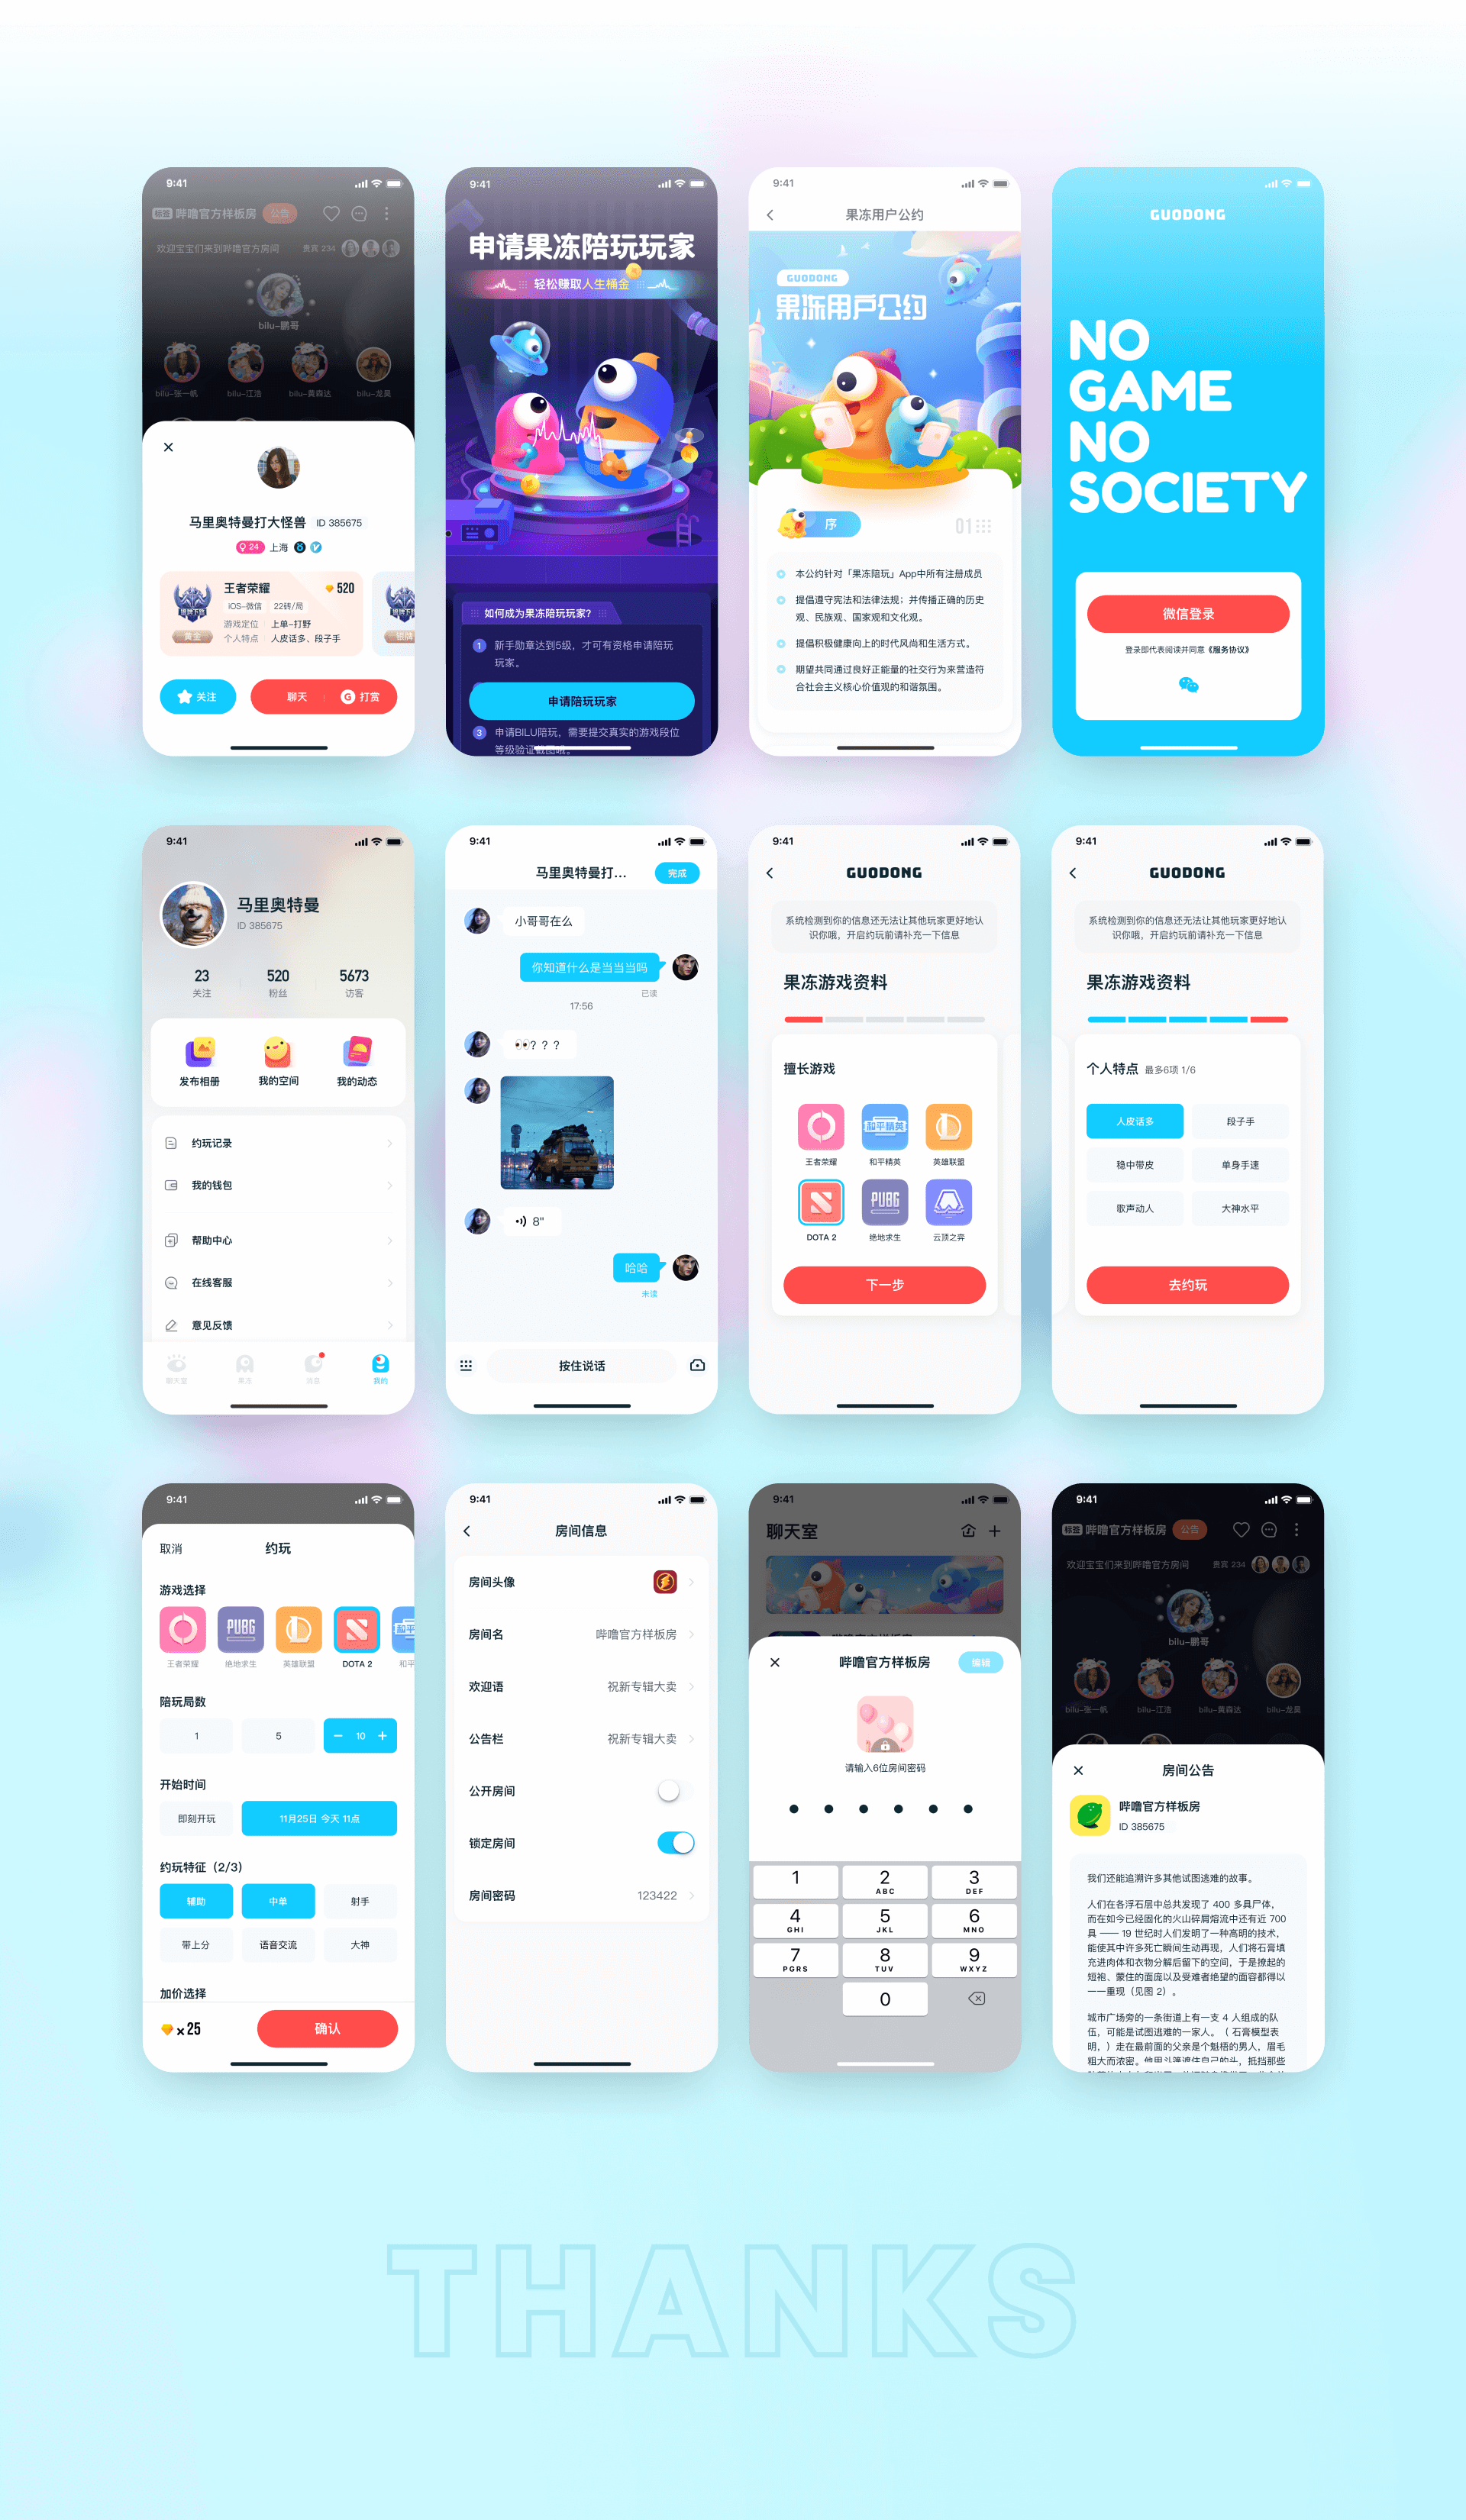 9:41
标签 哔噜官方样板房 公告
欢迎宝宝们来到哔噜官方房间 贵宾 234
bilu-鹏哥
bilu-张一帆 bilu-江浩 bilu-黄森达 bilu-龙昊
马里奥特曼打大怪兽 ID 385675
24 上海
王者荣耀 520
iOS-微信 22砖/局
游戏定位 上单-打野
个人特点 人皮话多、段子手
黄金
银牌
关注
聊天 打赏
9:41
申请果冻陪玩玩家
轻松赚取人生桶金
如何成为果冻陪玩玩家?
1 新手勋章达到5级，才可有资格申请陪玩
玩家。
申请陪玩玩家
3 申请BILU陪玩，需要提交真实的游戏段位
等级验证截图哦。
9:41
果冻用户公约
GUODONG
果冻用户公约
序 01
本公约针对「果冻陪玩」App中所有注册成员
提倡遵守宪法和法律法规；并传播正确的历史
观、民族观、国家观和文化观。
提倡积极健康向上的时代风尚和生活方式。
期望共同通过良好正能量的社交行为来营造符
合社会主义核心价值观的和谐氛围。
GUODONG
NO
GAME
NO
SOCIETY
微信登录
登录即代表阅读并同意《服务协议》
9:41
马里奥特曼
ID 385675
23 520 5673
关注 粉丝 访客
发布相册 我的空间 我的动态
约玩记录
我的钱包
帮助中心
在线客服
意见反馈
聊天室 果冻 消息 我的
9:41
马里奥特曼打... 完成
小哥哥在么
你知道什么是当当当吗
已读
17:56
？？？
8"
哈哈
未读
按住说话
9:41
GUODONG
系统检测到你的信息还无法让其他玩家更好地认
识你哦，开启约玩前请补充一下信息
果冻游戏资料
擅长游戏
和平精英
王者荣耀 和平精英 英雄联盟
PUBG
DOTA 2 绝地求生 云顶之弈
下一步
9:41
GUODONG
系统检测到你的信息还无法让其他玩家更好地认
识你哦，开启约玩前请补充一下信息
果冻游戏资料
个人特点 最多6项 1/6
人皮话多 段子手
稳中带皮 单身手速
歌声动人 大神水平
去约玩
9:41
取消 约玩
游戏选择
PUBG 和平
王者荣耀 绝地求生 英雄联盟 DOTA 2 和平
陪玩局数
1 5 − 10 +
开始时间
即刻开玩 11月25日 今天 11点
约玩特征（2/3）
辅助 中单 射手
带上分 语音交流 大神
加价选择
x 25 确认
9:41
房间信息
房间头像
房间名 哔噜官方样板房
欢迎语 祝新专辑大卖
公告栏 祝新专辑大卖
公开房间
锁定房间
房间密码 123422
9:41
聊天室
哔噜官方样板房 编辑
请输入6位房间密码
1 2 3
ABC DEF
4 5 6
GHI JKL MNO
7 8 9
PGRS TUV WXYZ
0
9:41
标签 哔噜官方样板房 公告
欢迎宝宝们来到哔噜官方房间 贵宾 234
bilu-鹏哥
bilu-张一帆 bilu-江浩 bilu-黄森达 bilu-龙昊
房间公告
哔噜官方样板房
ID 385675
我们还能追溯许多其他试图逃难的故事。
人们在各浮石层中总共发现了 400 多具尸体，
而在如今已经固化的火山碎屑熔流中还有近 700
具 —— 19 世纪时人们发明了一种高明的技术，
能使其中许多死亡瞬间生动再现，人们将石膏填
充进肉体和衣物分解后留下的空间，于是撩起的
短袍、蒙住的面庞以及受难者绝望的面容都得以
一一重现（见图 2）。
城市广场旁的一条街道上有一支 4 人组成的队
伍，可能是试图逃难的一家人。（ 石膏模型表
明，）走在最前面的父亲是个魁梧的男人，眉毛
粗大而浓密。他用斗篷遮住自己的头，抵挡那些
THANKS